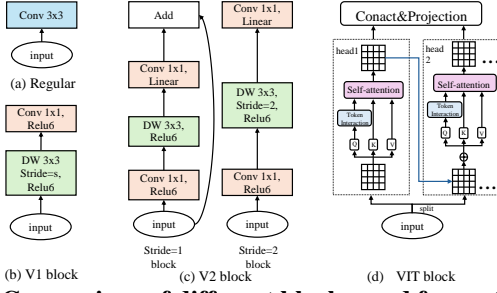 Conv 3x3
input
(a) Regular
Conv 1x1,
Relu6
DW 3x3
Stride=s,
Relu6
input
(b) V1 block
Add
Conv 1x1,
Linear
DW 3x3,
Relu6
Conv 1x1,
Relu6
input
Stride=1
block
Conv 1x1,
Linear
DW 3x3,
Stride=2,
Relu6
Conv 1x1,
Relu6
input
Stride=2
block
(c) V2 block
Conact&Projection
head1
Self-attention
Token
Interaction
Q
K
V
head
2
...
Self-attention
Token
Interaction
Q
K
V
...
split
input
(d) VIT block